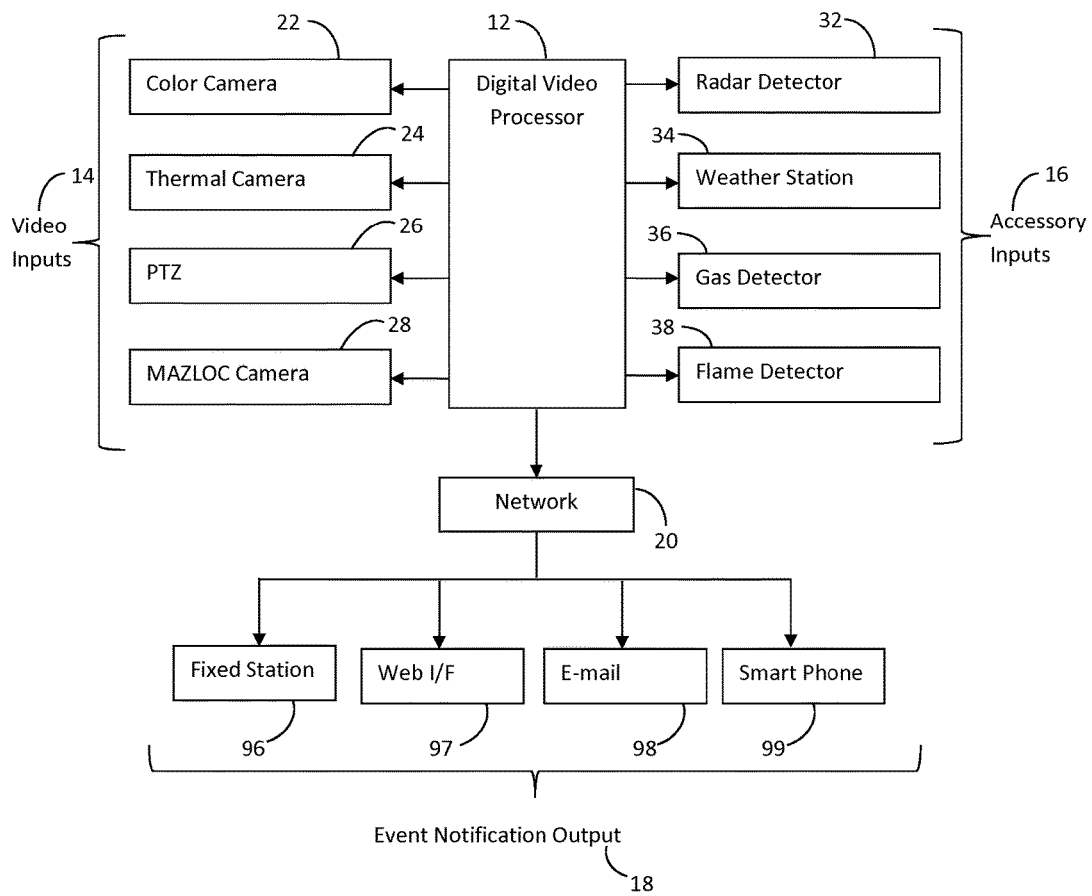 22
12
32
Color Camera
Digital Video
Processor
Radar Detector
24
34
Thermal Camera
Weather Station
14
Video
Inputs
16
Accessory
Inputs
26
36
PTZ
Gas Detector
28
38
MAZLOC Camera
Flame Detector
Network
20
Fixed Station
Web I/F
E-mail
Smart Phone
96
97
98
99
Event Notification Output
18